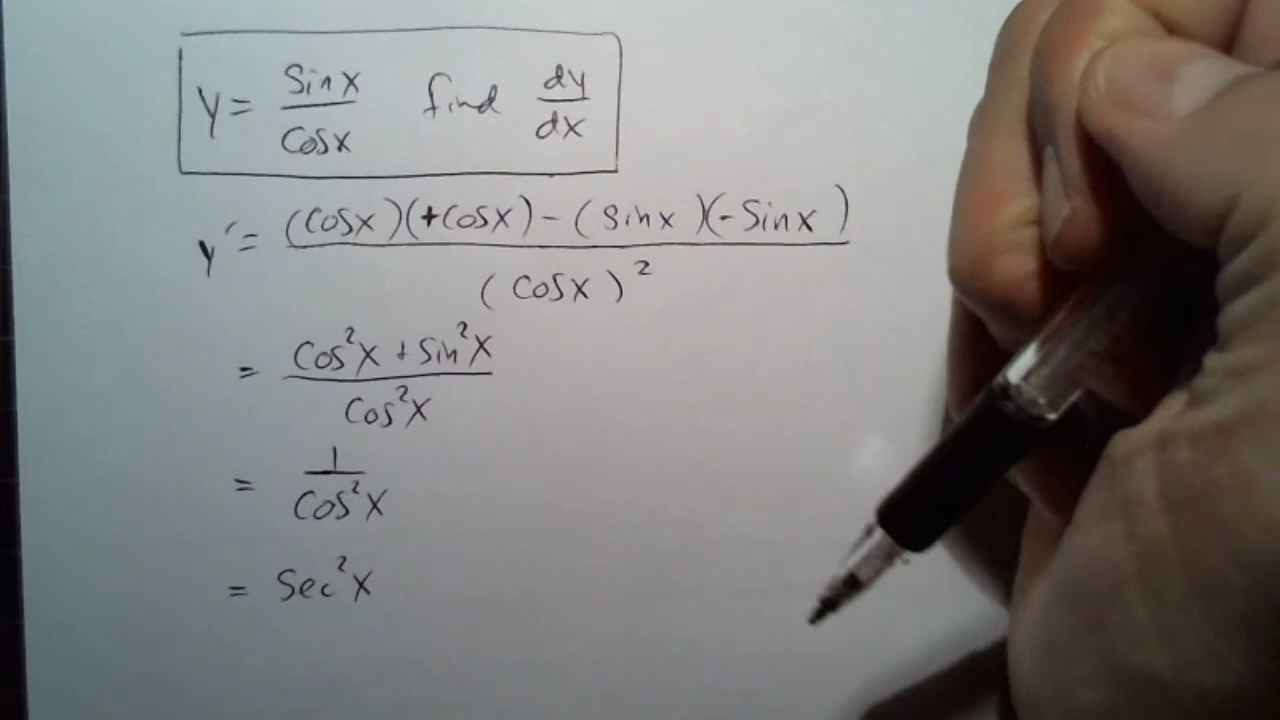 y = sinx/cosx find dy/dx
y′ = (cosx)(+cosx) - (sinx)(-sinx)/(cosx)²
= cos²x + sin²x/cos²x
= 1/cos²x
= sec²x